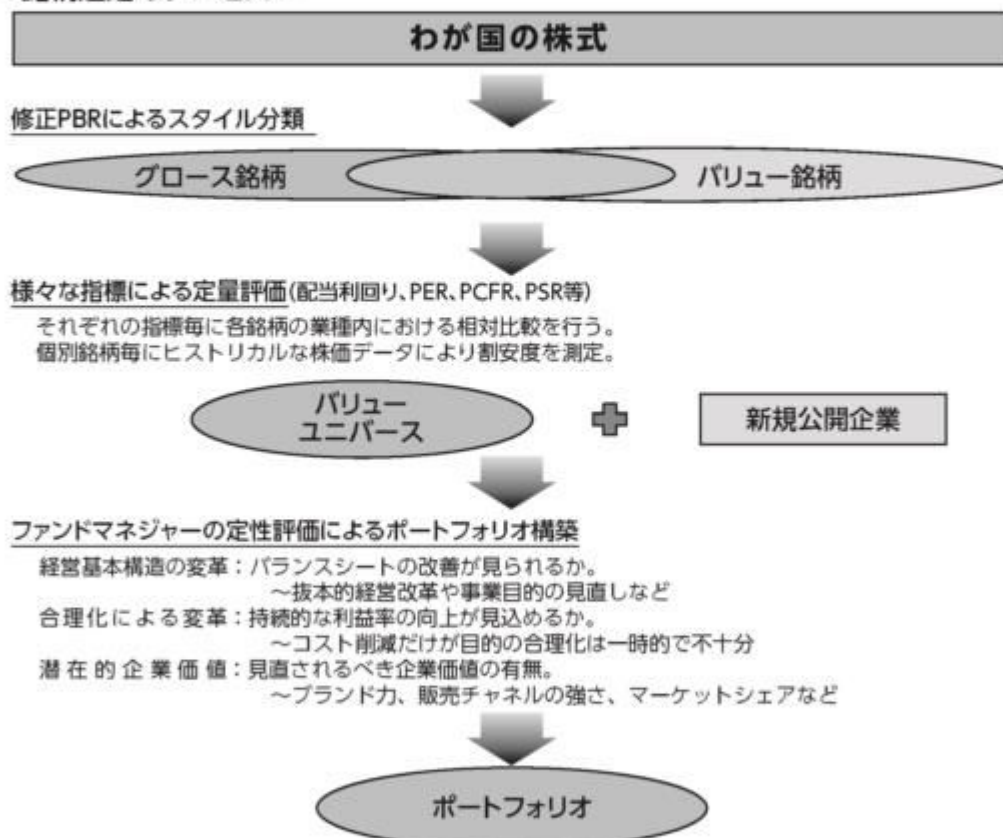 わが国の株式
修正PBRによるスタイル分類
グロース銘柄
バリュー銘柄
様々な指標による定量評価(配当利回り、PER、PCFR、PSR等)
それぞれの指標毎に各銘柄の業種内における相対比較を行う。
個別銘柄毎にヒストリカルな株価データにより割安度を測定。
バリュー
ユニバース
新規公開企業
ファンドマネジャーの定性評価によるポートフォリオ構築
経営基本構造の変革：バランスシートの改善が見られるか。
～抜本的経営改革や事業目的の見直しなど
合理化による変革：持続的な利益率の向上が見込めるか。
～コスト削減だけが目的の合理化は一時的で不十分
潜在的企業価値：見直されるべき企業価値の有無。
～ブランド力、販売チャネルの強さ、マーケットシェアなど
ポートフォリオ